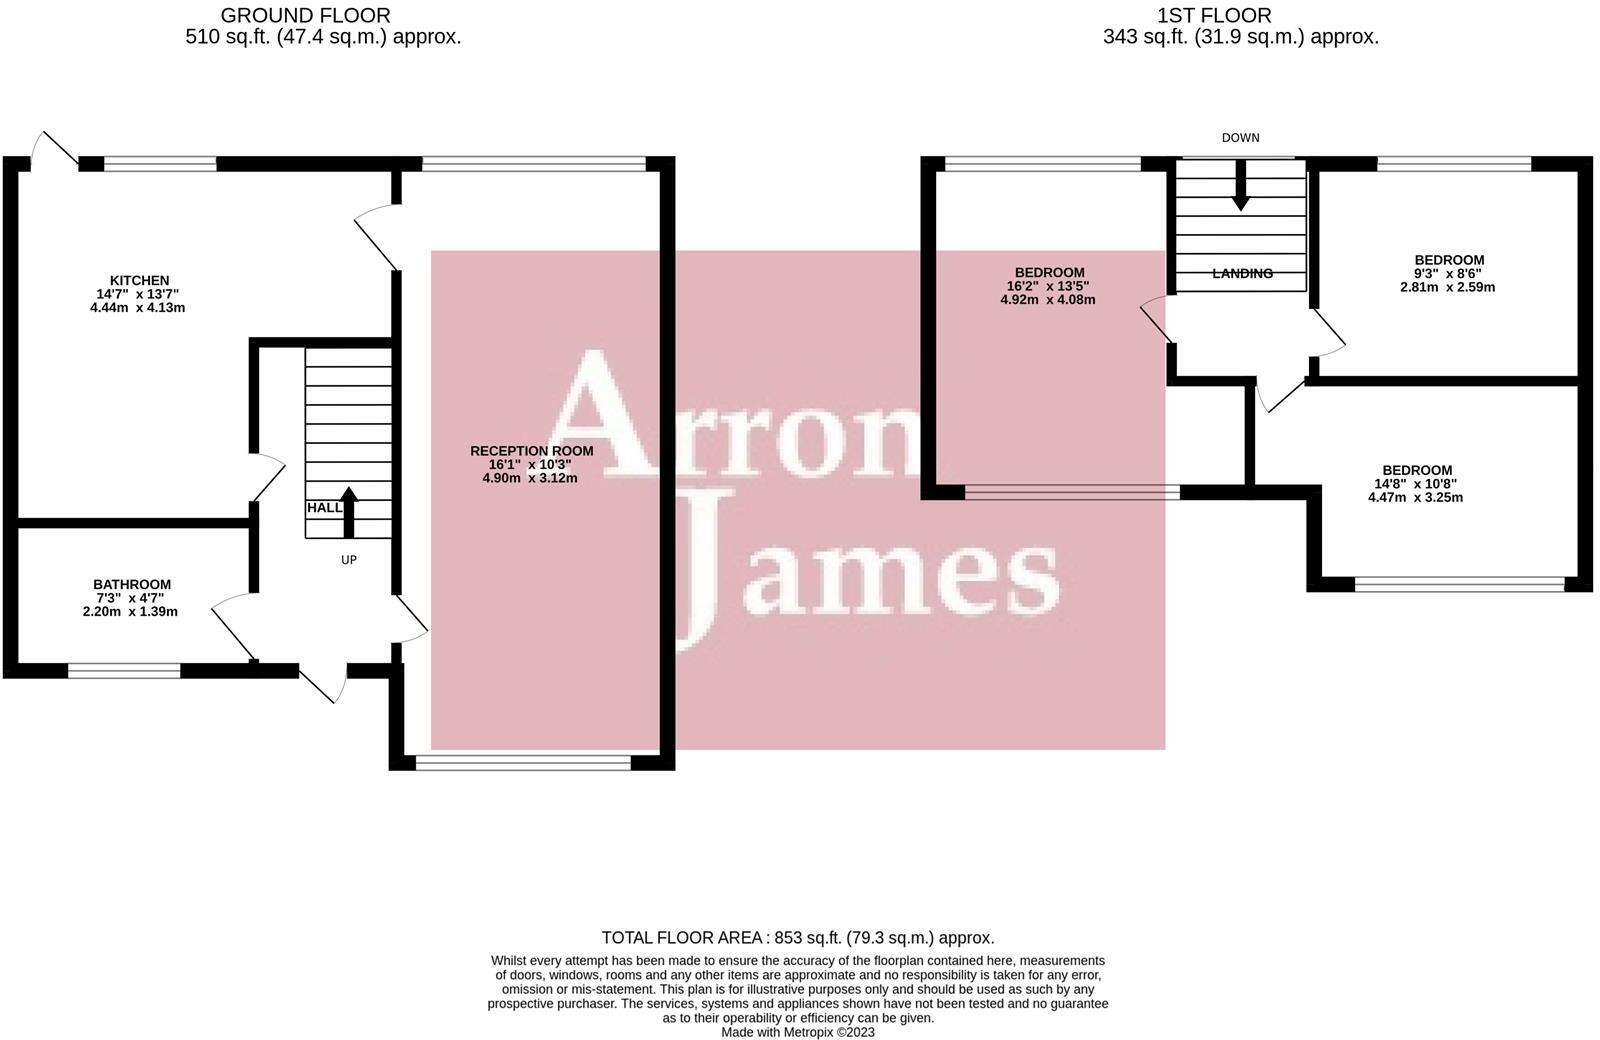 GROUND FLOOR
510 sq.ft. (47.4 sq.m.) approx.
1ST FLOOR
343 sq.ft. (31.9 sq.m.) approx.
DOWN
KITCHEN
14'7" x 13'7"
4.44m x 4.13m
BEDROOM
16'2" x 13'5"
4.92m x 4.08m
LANDING
BEDROOM
9'3" x 8'6"
2.81m x 2.59m
RECEPTION ROOM
16'1" x 10'3"
4.90m x 3.12m
HALL
UP
BEDROOM
14'8" x 10'8"
4.47m x 3.25m
BATHROOM
7'3" x 4'7"
2.20m x 1.39m
Arron
James
TOTAL FLOOR AREA : 853 sq.ft. (79.3 sq.m.) approx.
Whilst every attempt has been made to ensure the accuracy of the floorplan contained here, measurements
of doors, windows, rooms and any other items are approximate and no responsibility is taken for any error,
omission or mis-statement. This plan is for illustrative purposes only and should be used as such by any
prospective purchaser. The services, systems and appliances shown have not been tested and no guarantee
as to their operability or efficiency can be given.
Made with Metropix ©2023